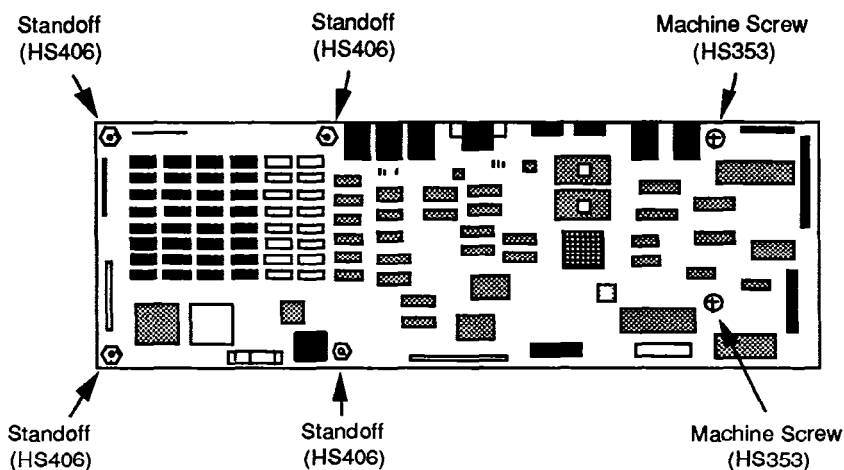 Standoff
(HS406)
Standoff
(HS406)
Machine Screw
(HS353)
Standoff
(HS406)
Standoff
(HS406)
Machine Screw
(HS353)